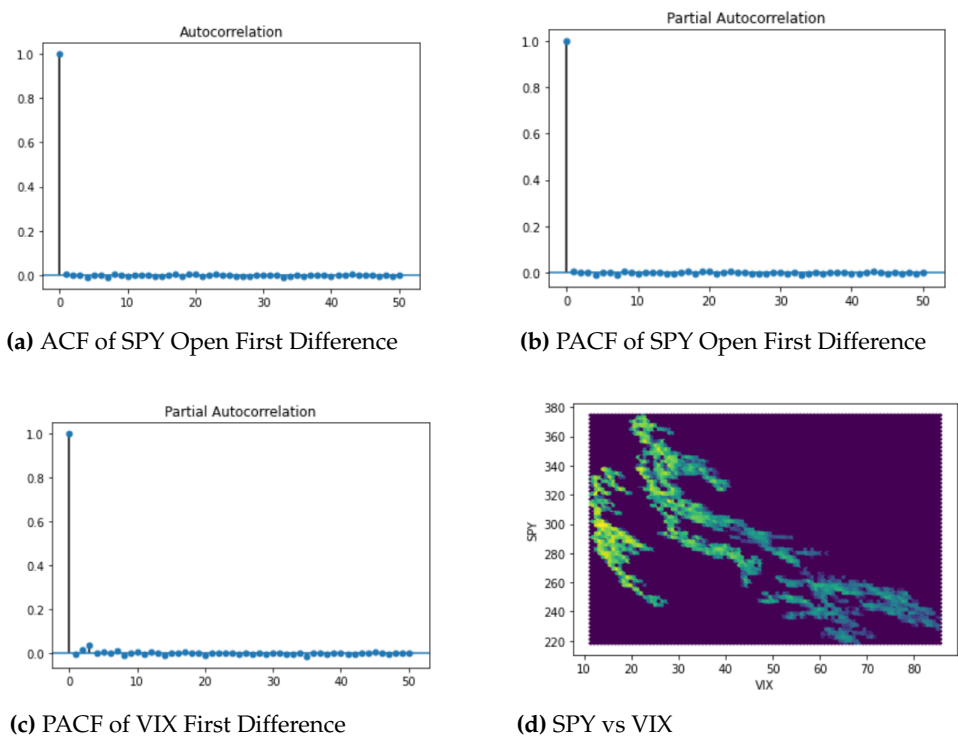 Autocorrelation
1.0
0.8
0.6
0.4
0.2
0.0
0 10 20 30 40 50
(a) ACF of SPY Open First Difference
Partial Autocorrelation
1.0
0.8
0.6
0.4
0.2
0.0
0 10 20 30 40 50
(b) PACF of SPY Open First Difference
Partial Autocorrelation
1.0
0.8
0.6
0.4
0.2
0.0
0 10 20 30 40 50
(c) PACF of VIX First Difference
380
360
340
320
300
280
260
240
220
SPY
10 20 30 40 50 60 70 80
VIX
(d) SPY vs VIX